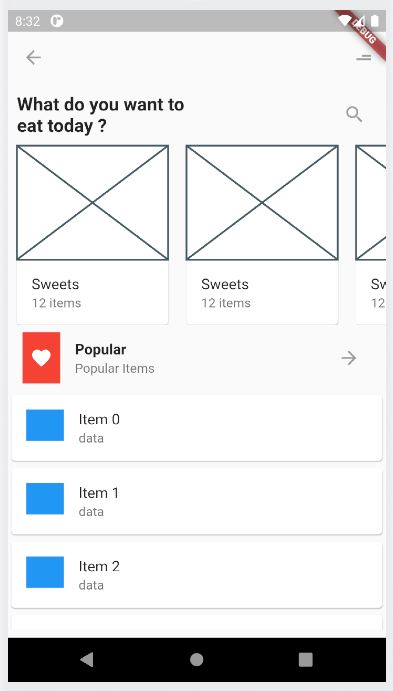 8:32
DEBUG
What do you want to
eat today ?
Sweets
12 items
Sweets
12 items
Sw
12
Popular
Popular Items
Item 0
data
Item 1
data
Item 2
data